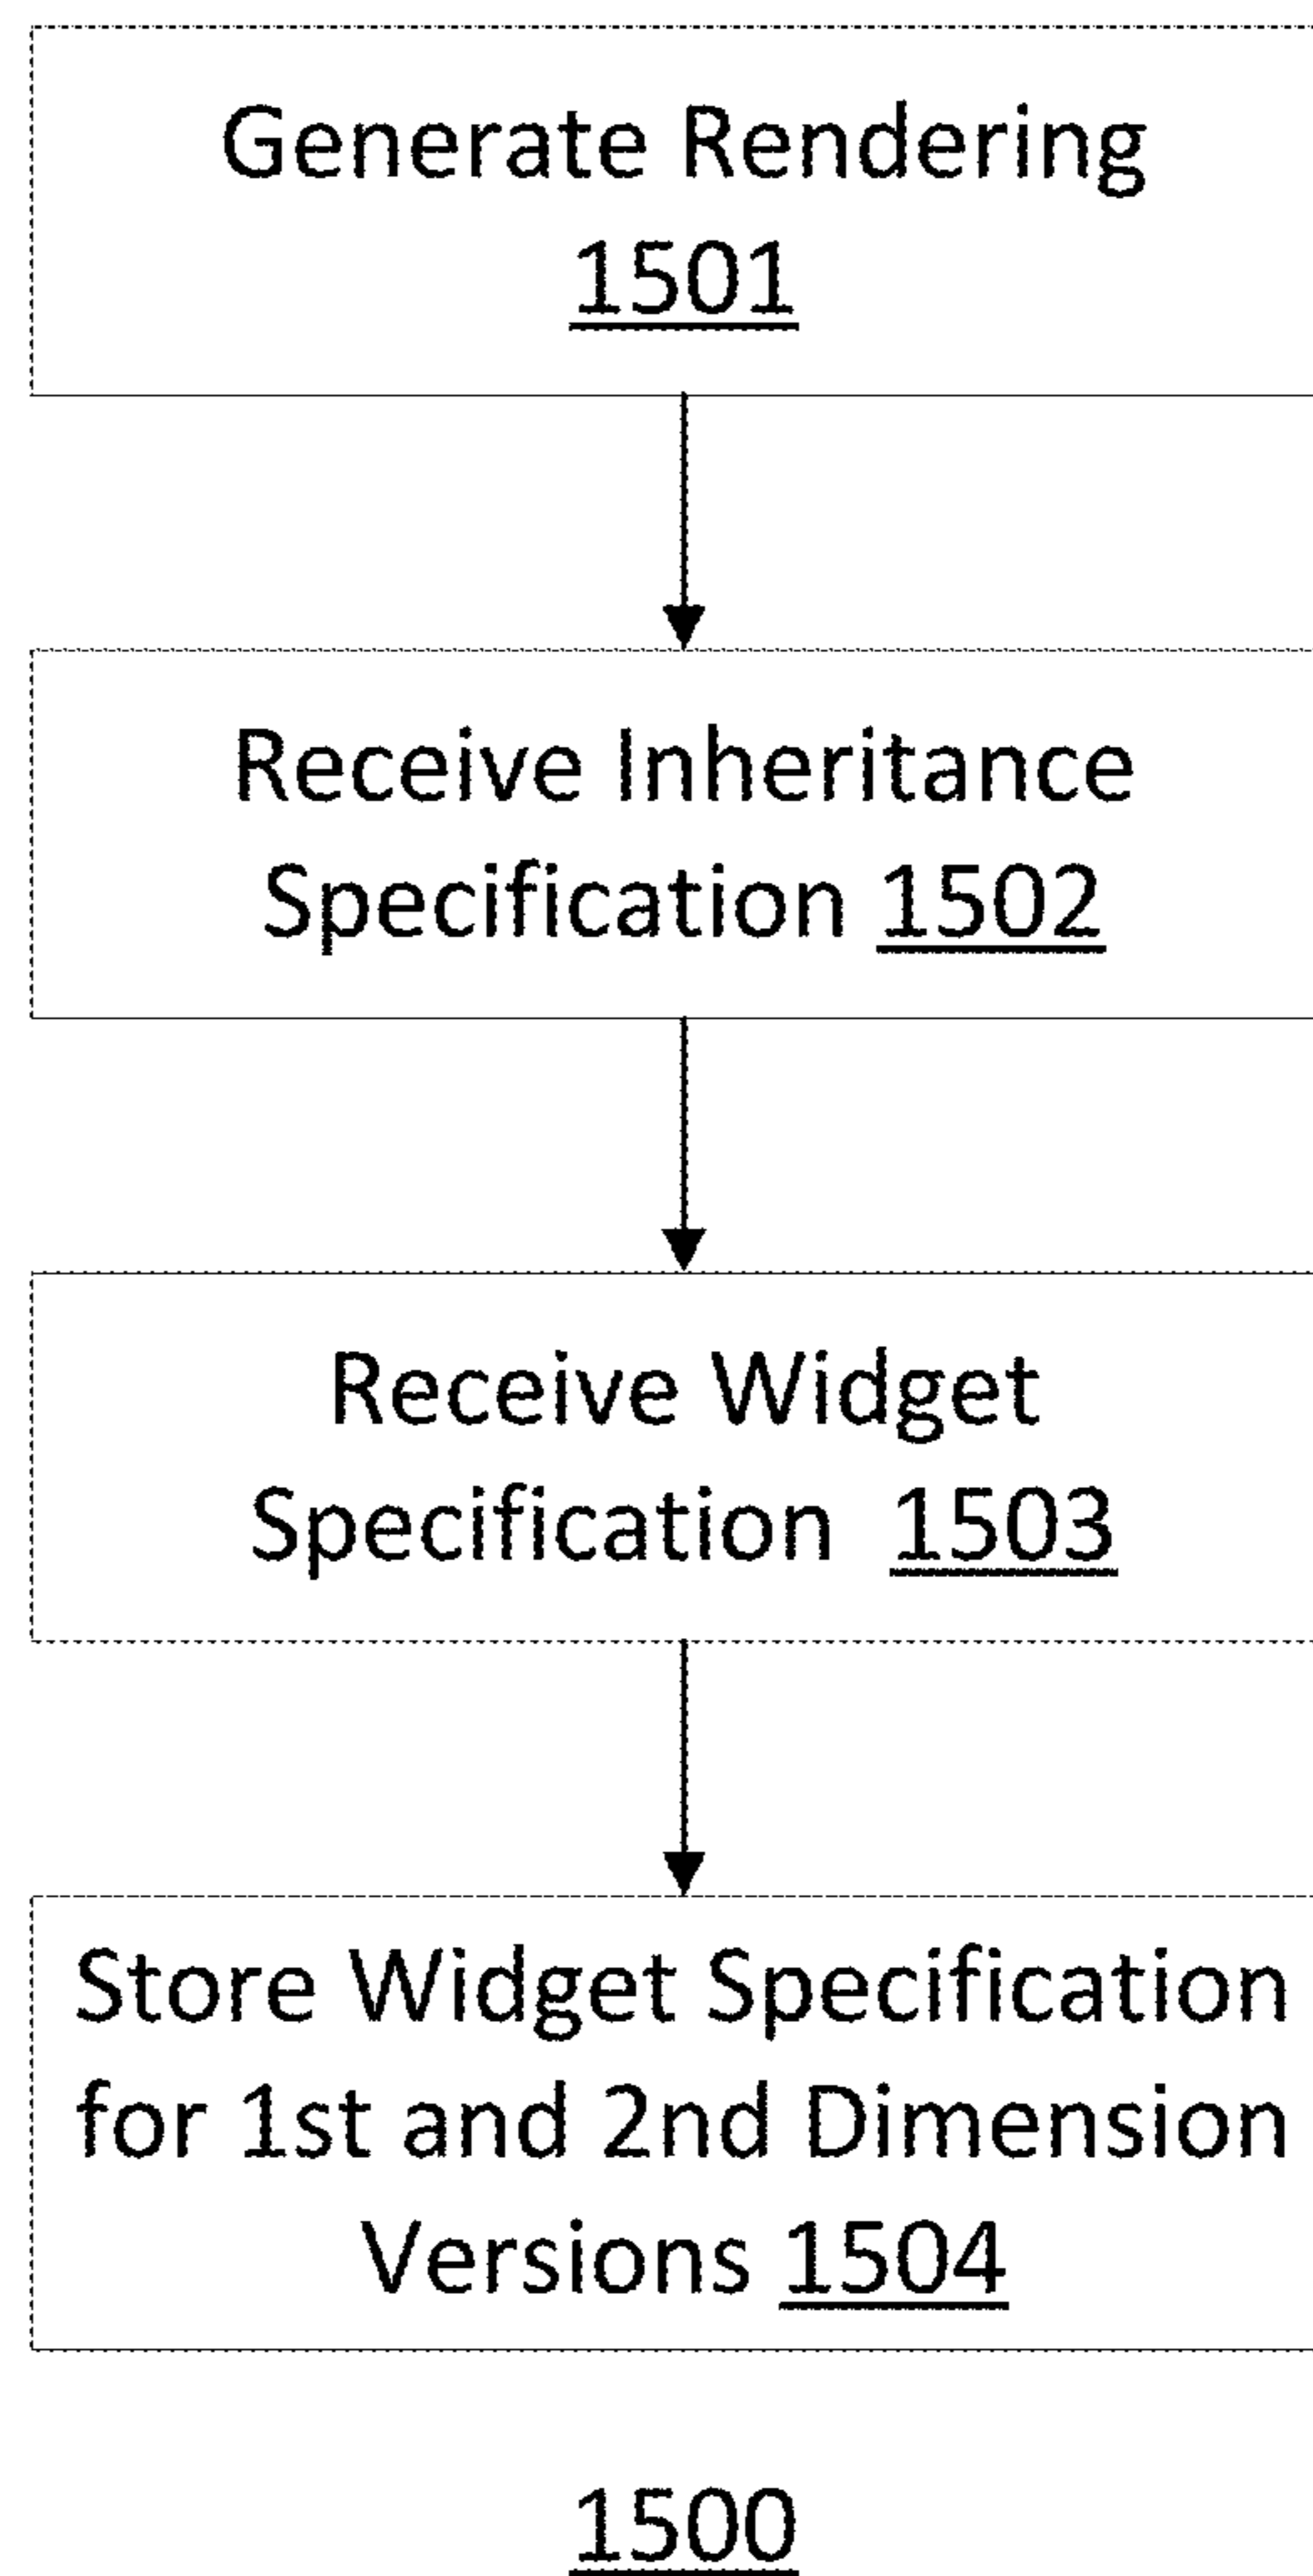 Generate Rendering
1501
Receive Inheritance
Specification 1502
Receive Widget
Specification 1503
Store Widget Specification
for 1st and 2nd Dimension
Versions 1504
1500